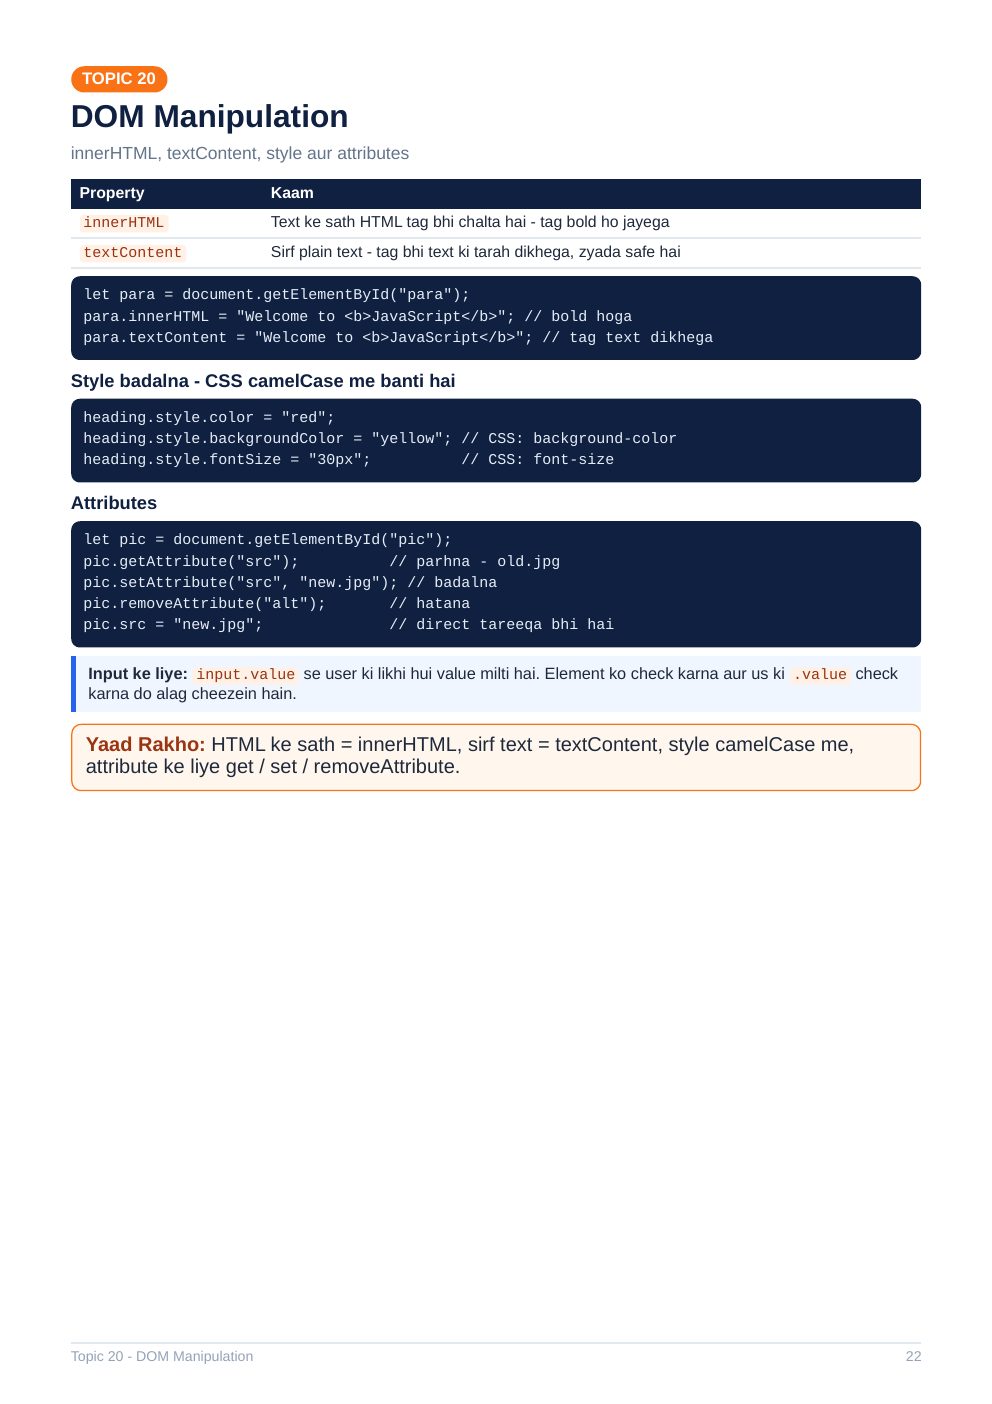 TOPIC 20
DOM Manipulation
innerHTML, textContent, style aur attributes
Property Kaam
innerHTML Text ke sath HTML tag bhi chalta hai - tag bold ho jayega
textContent Sirf plain text - tag bhi text ki tarah dikhega, zyada safe hai
let para = document.getElementById("para");
para.innerHTML = "Welcome to <b>JavaScript</b>"; // bold hoga
para.textContent = "Welcome to <b>JavaScript</b>"; // tag text dikhega
Style badalna - CSS camelCase me banti hai
heading.style.color = "red";
heading.style.backgroundColor = "yellow"; // CSS: background-color
heading.style.fontSize = "30px";          // CSS: font-size
Attributes
let pic = document.getElementById("pic");
pic.getAttribute("src");          // parhna - old.jpg
pic.setAttribute("src", "new.jpg"); // badalna
pic.removeAttribute("alt");       // hatana
pic.src = "new.jpg";              // direct tareeqa bhi hai
Input ke liye: input.value se user ki likhi hui value milti hai. Element ko check karna aur us ki .value check
karna do alag cheezein hain.
Yaad Rakho: HTML ke sath = innerHTML, sirf text = textContent, style camelCase me,
attribute ke liye get / set / removeAttribute.
Topic 20 - DOM Manipulation 22